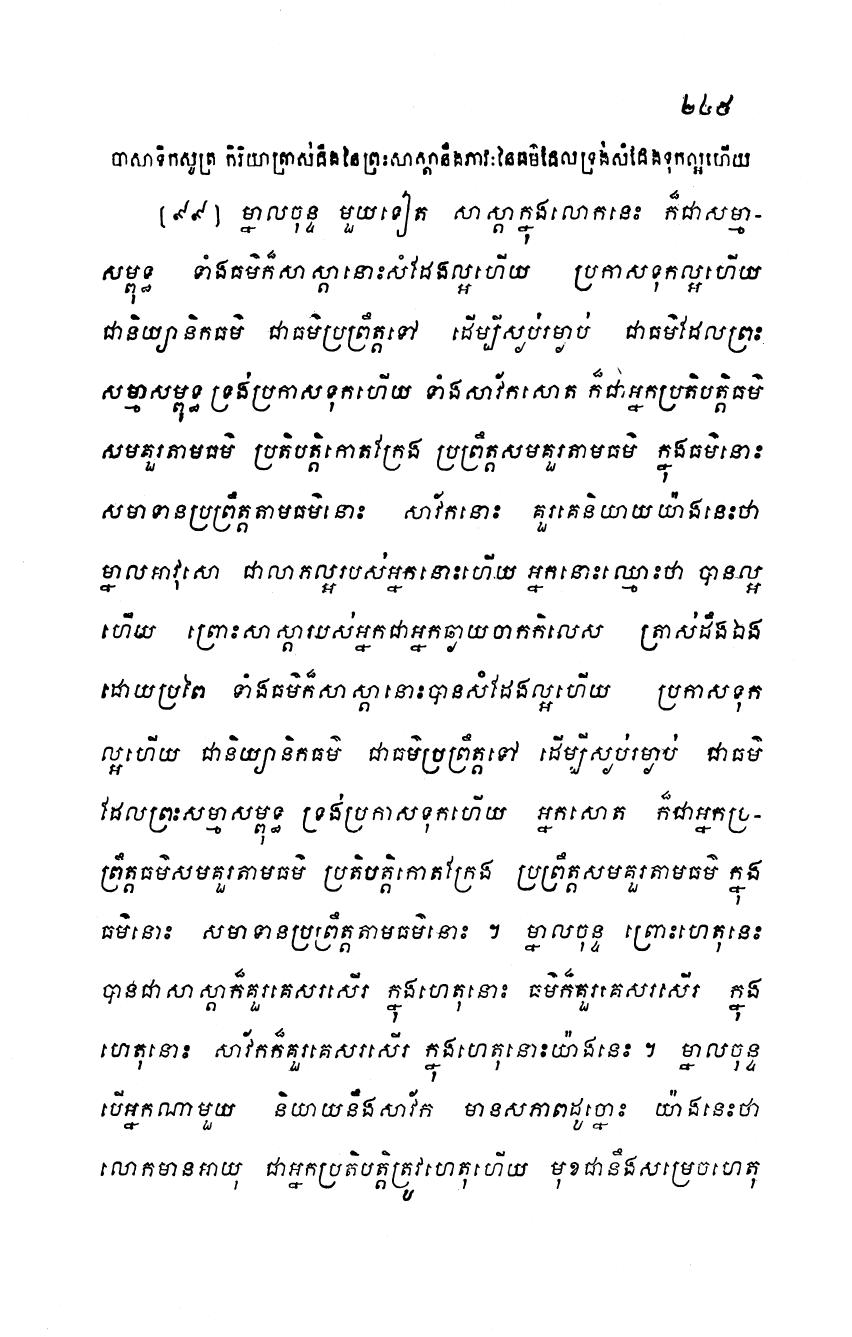 ២៤៥
បាសាទិកសូត្រ កិរិយាត្រាស់ដឹងនៃព្រះសាស្តានឹងភាវៈនៃធម៌ដែលទ្រង់សំដែងទុកល្អហើយ
[៩៩] ម្នាលចុន្ទ មួយទៀត សាស្តាក្នុងលោកនេះ ក៏ជាសម្មា-
សម្ពុទ្ធ ទាំងធម៌ក៏សាស្តានោះសំដែងល្អហើយ ប្រកាសទុកល្អហើយ
ជានិយ្យានិកធម៌ ជាធម៌ប្រព្រឹត្តទៅ ដើម្បីស្ងប់រម្ងាប់ ជាធម៌ដែលព្រះ
សម្មាសម្ពុទ្ធ ទ្រង់ប្រកាសទុកហើយ ទាំងសាវ័កសោត ក៏ជាអ្នកប្រតិបត្តិធម៌
សមគួរតាមធម៌ ប្រតិបត្តិកោតក្រែង ប្រព្រឹត្តសមគួរតាមធម៌ ក្នុងធម៌នោះ
សមាទានប្រព្រឹត្តតាមធម៌នោះ សាវ័កនោះ គួរគេនិយាយយ៉ាងនេះថា
ម្នាលអាវុសោ ជាលាភល្អរបស់អ្នកនោះហើយ អ្នកនោះឈ្មោះថា បានល្អ
ហើយ ព្រោះសាស្តារបស់អ្នកជាអ្នកឆ្ងាយចាកកិលេស ត្រាស់ដឹងឯង
ដោយប្រពៃ ទាំងធម៌ក៏សាស្តានោះបានសំដែងល្អហើយ ប្រកាសទុក
ល្អហើយ ជានិយ្យានិកធម៌ ជាធម៌ប្រព្រឹត្តទៅ ដើម្បីស្ងប់រម្ងាប់ ជាធម៌
ដែលព្រះសម្មាសម្ពុទ្ធ ទ្រង់ប្រកាសទុកហើយ អ្នកសោត ក៏ជាអ្នកប្រ-
ព្រឹត្តធម៌សមគួរតាមធម៌ ប្រតិបត្តិកោតក្រែង ប្រព្រឹត្តសមគួរតាមធម៌ ក្នុង
ធម៌នោះ សមាទានប្រព្រឹត្តតាមធម៌នោះ ។ ម្នាលចុន្ទ ព្រោះហេតុនេះ
បានជាសាស្តាក៏គួរគេសរសើរ ក្នុងហេតុនោះ ធម៌ក៏គួរគេសរសើរ ក្នុង
ហេតុនោះ សាវ័កក៏គួរគេសរសើរ ក្នុងហេតុនោះយ៉ាងនេះ ។ ម្នាលចុន្ទ
បើអ្នកណាមួយ និយាយនឹងសាវ័ក មានសភាពដូច្នោះ យ៉ាងនេះថា
លោកមានអាយុ ជាអ្នកប្រតិបត្តិត្រូវហេតុហើយ មុខជានឹងសម្រេចហេតុ